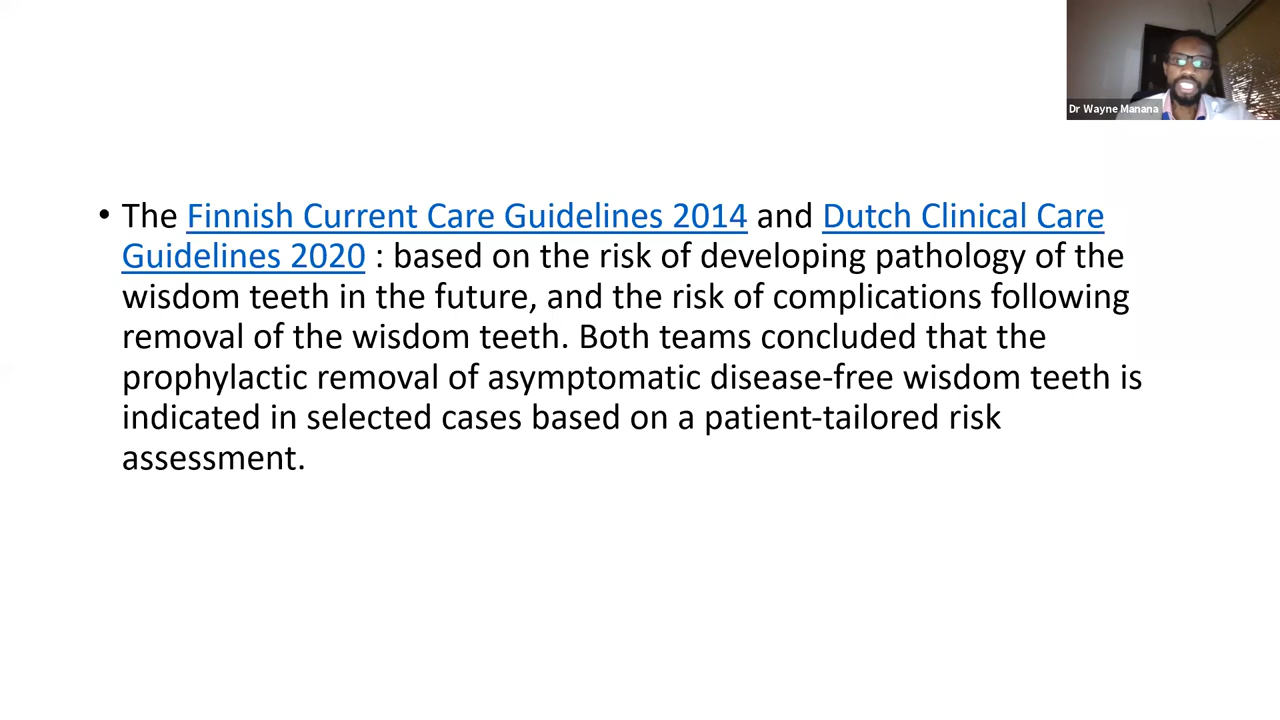 Dr Wayne Manana
• The Finnish Current Care Guidelines 2014 and Dutch Clinical Care
Guidelines 2020 : based on the risk of developing pathology of the
wisdom teeth in the future, and the risk of complications following
removal of the wisdom teeth. Both teams concluded that the
prophylactic removal of asymptomatic disease-free wisdom teeth is
indicated in selected cases based on a patient-tailored risk
assessment.